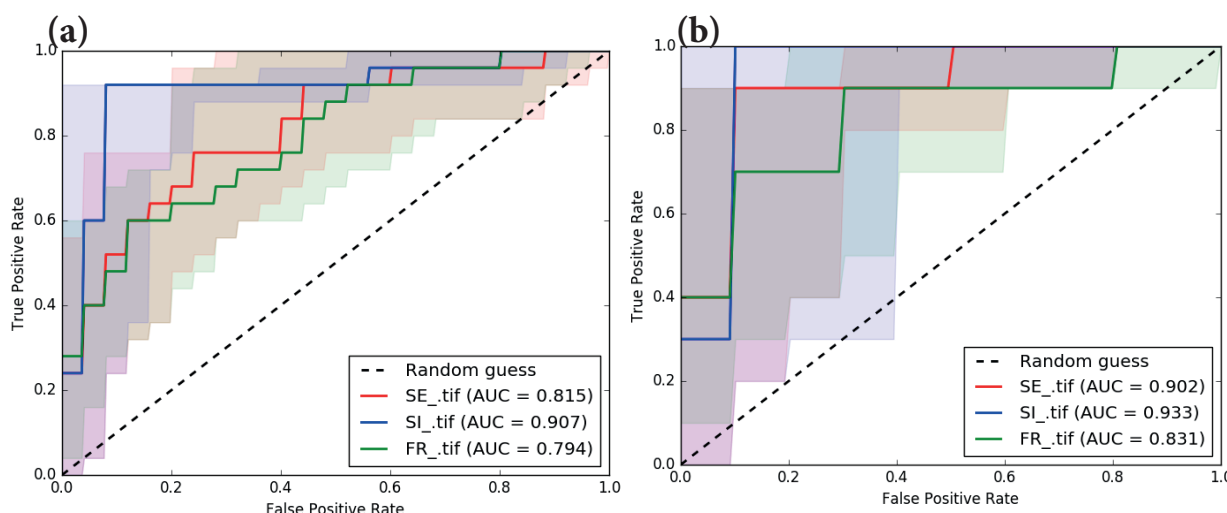 (a)
1.0
0.8
0.6
0.4
0.2
0.0
True Positive Rate
Random guess
SE_.tif (AUC = 0.815)
SI_.tif (AUC = 0.907)
FR_.tif (AUC = 0.794)
0.0 0.2 0.4 0.6 0.8 1.0
False Positive Rate
(b)
1.0
0.8
0.6
0.4
0.2
0.0
True Positive Rate
Random guess
SE_.tif (AUC = 0.902)
SI_.tif (AUC = 0.933)
FR_.tif (AUC = 0.831)
0.0 0.2 0.4 0.6 0.8 1.0
False Positive Rate